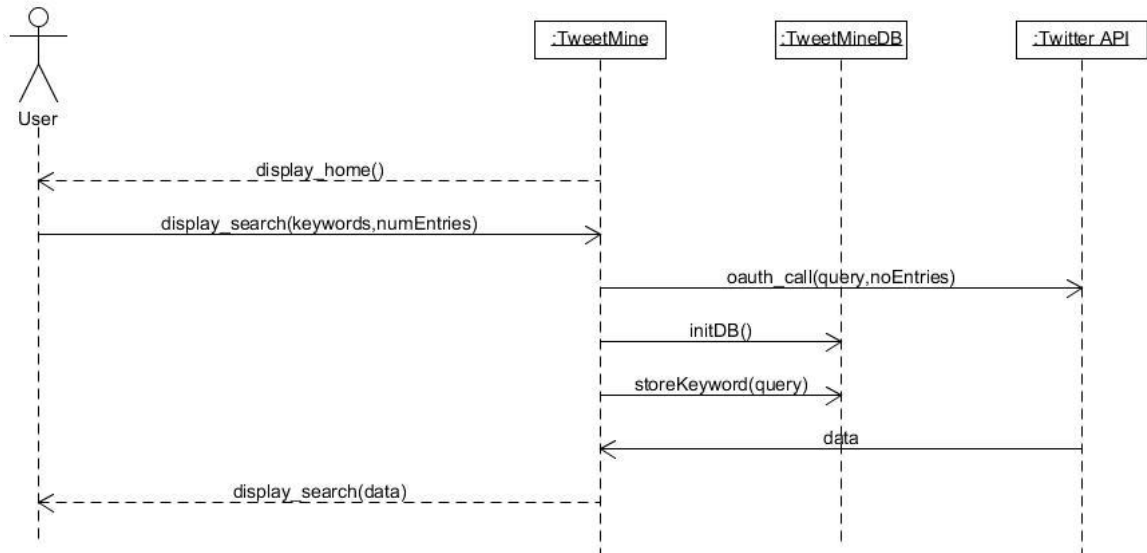 :TweetMine
:TweetMineDB
:Twitter API
User
display_home()
display_search(keywords,numEntries)
oauth_call(query,noEntries)
initDB()
storeKeyword(query)
data
display_search(data)